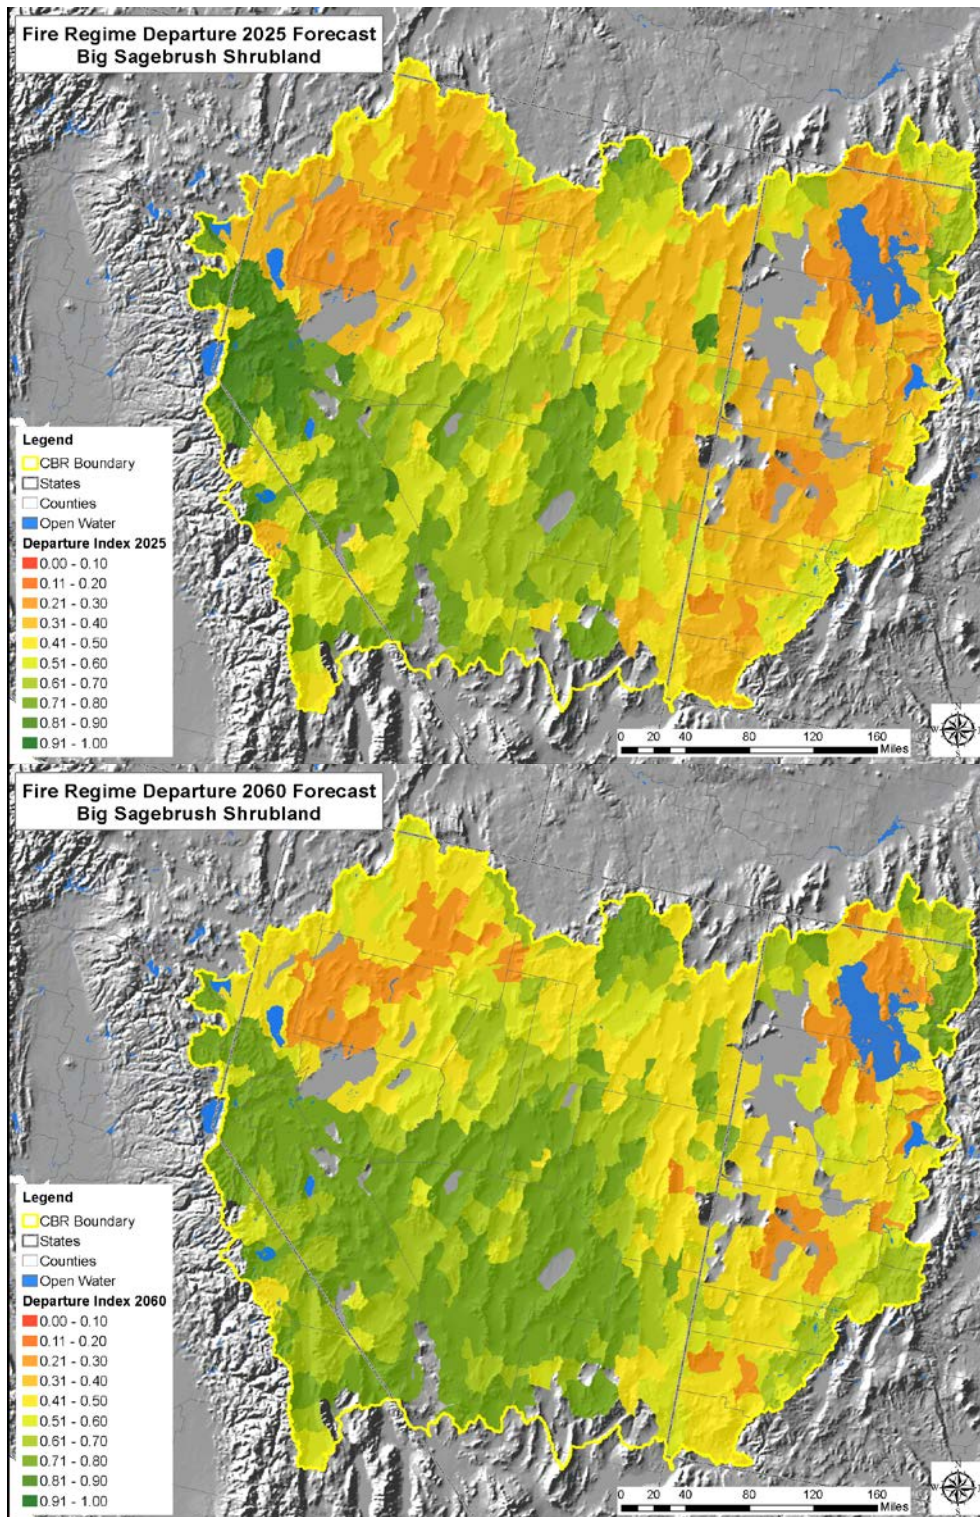 Fire Regime Departure 2025 Forecast
Big Sagebrush Shrubland
Legend
CBR Boundary
States
Counties
Open Water
Departure Index 2025
0.00 - 0.10
0.11 - 0.20
0.21 - 0.30
0.31 - 0.40
0.41 - 0.50
0.51 - 0.60
0.61 - 0.70
0.71 - 0.80
0.81 - 0.90
0.91 - 1.00
0 20 40 80 120 160
Miles
Fire Regime Departure 2060 Forecast
Big Sagebrush Shrubland
Legend
CBR Boundary
States
Counties
Open Water
Departure Index 2060
0.00 - 0.10
0.11 - 0.20
0.21 - 0.30
0.31 - 0.40
0.41 - 0.50
0.51 - 0.60
0.61 - 0.70
0.71 - 0.80
0.81 - 0.90
0.91 - 1.00
0 20 40 80 120 160
Miles